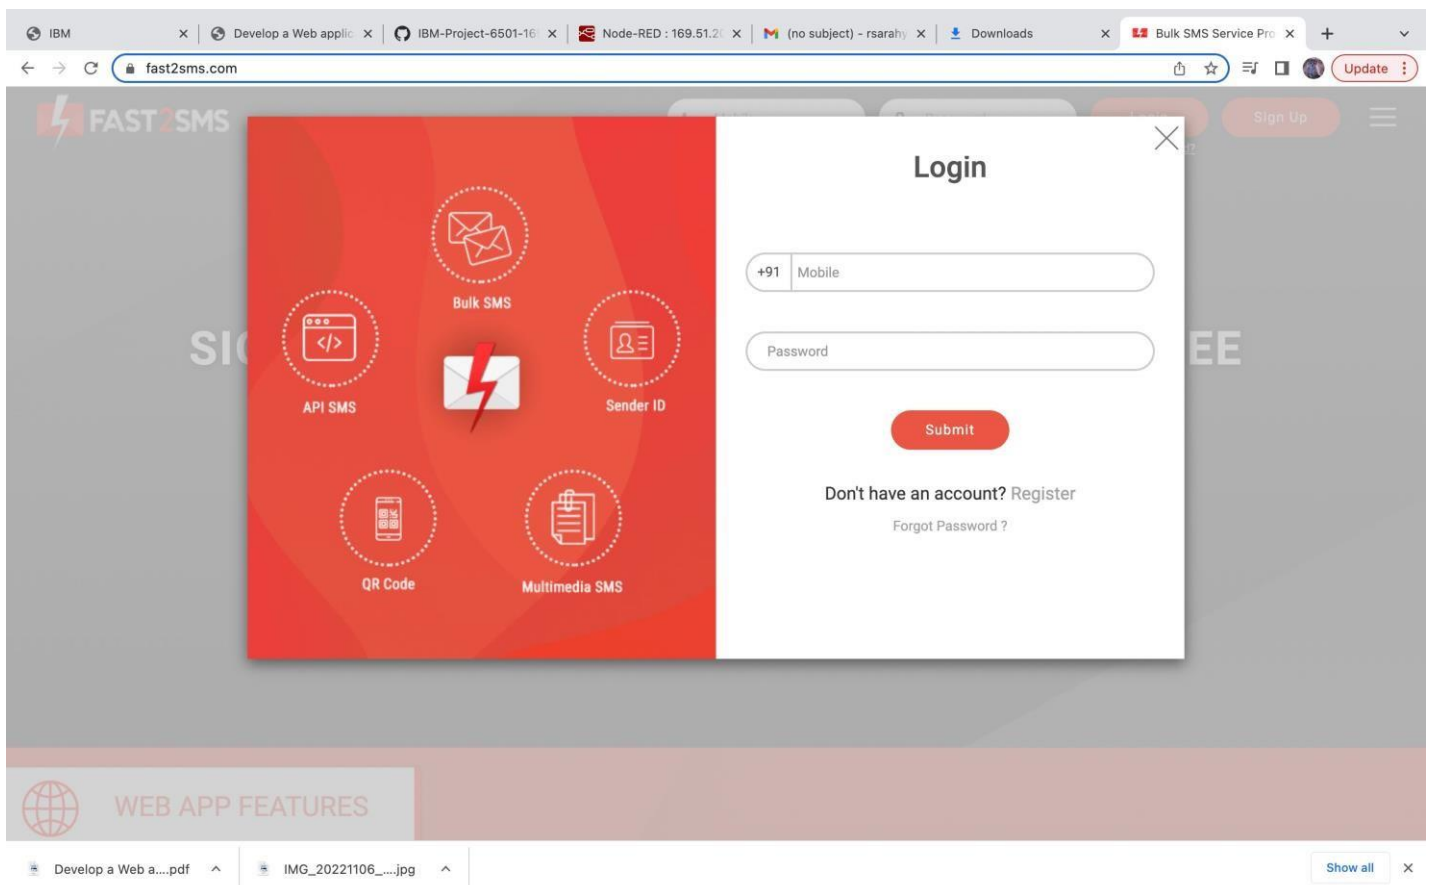 IBM
Develop a Web applic
IBM-Project-6501-16
Node-RED : 169.51.2
(no subject) - rsarahy
Downloads
Bulk SMS Service Pro
fast2sms.com
Update
FAST2SMS
Sign Up
Login
Bulk SMS
API SMS
Sender ID
QR Code
Multimedia SMS
+91 Mobile
Password
Submit
Don't have an account? Register
Forgot Password ?
SI
EE
WEB APP FEATURES
Develop a Web a....pdf
IMG_20221106_....jpg
Show all